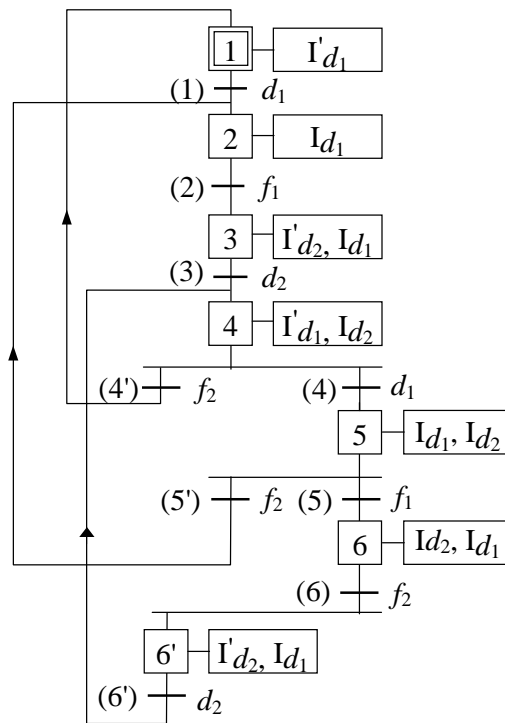 1 I'd₁
(1) d₁
2 Id₁
(2) f₁
3 I'd₂, Id₁
(3) d₂
4 I'd₁, Id₂
(4') f₂ (4) d₁
5 Id₁, Id₂
(5') f₂ (5) f₁
6 Id₂, Id₁
(6) f₂
6' I'd₂, Id₁
(6') d₂